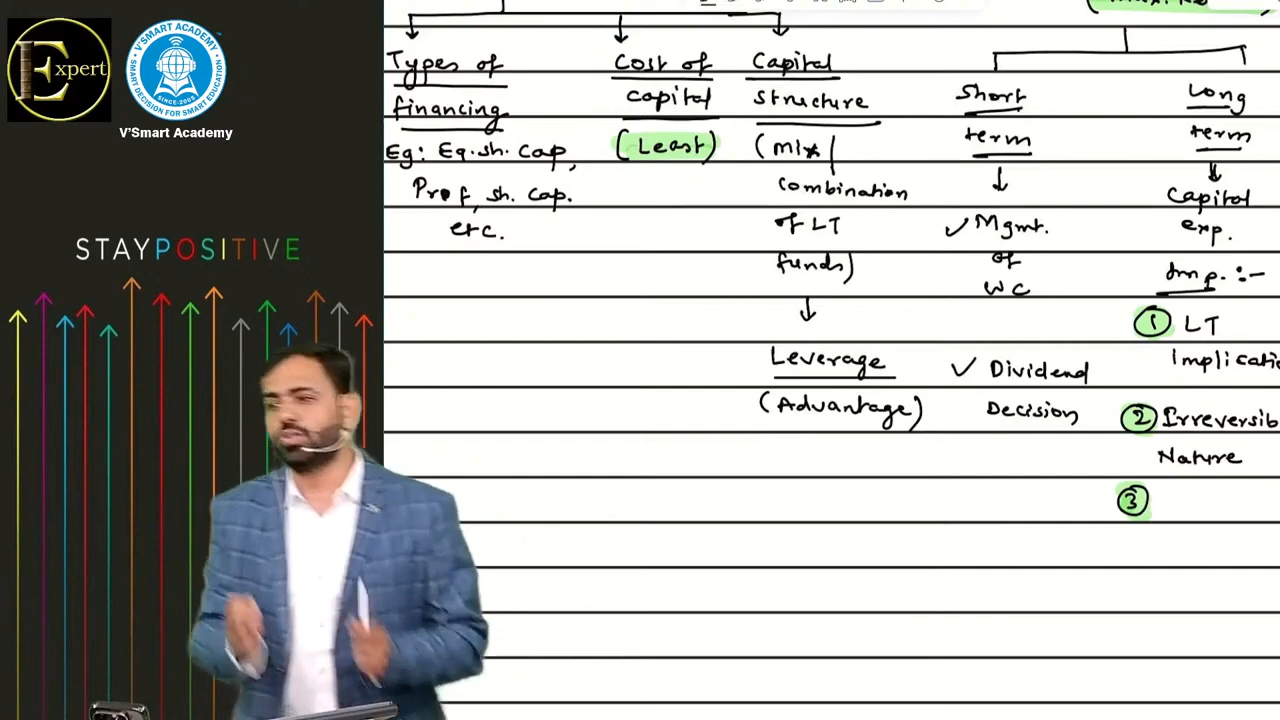 Expert
V'SMART ACADEMY
SMART DECISION FOR SMART EDUCATION
SINCE-2005
V'Smart Academy
STAYPOSITIVE
Types of
financing
Eg: Eq. sh. Cap,
Pref, sh. Cap.
etc.
Cost of
capital
(Least)
Capital
structure
(mix/
combination
of LT
funds)
Leverage
(Advantage)
Short
term
✓ Mgmt.
of
WC
✓ Dividend
Decision
Long
term
Capital
exp.
Imp. :-
① LT
Implicatio
② Irreversib
Nature
③